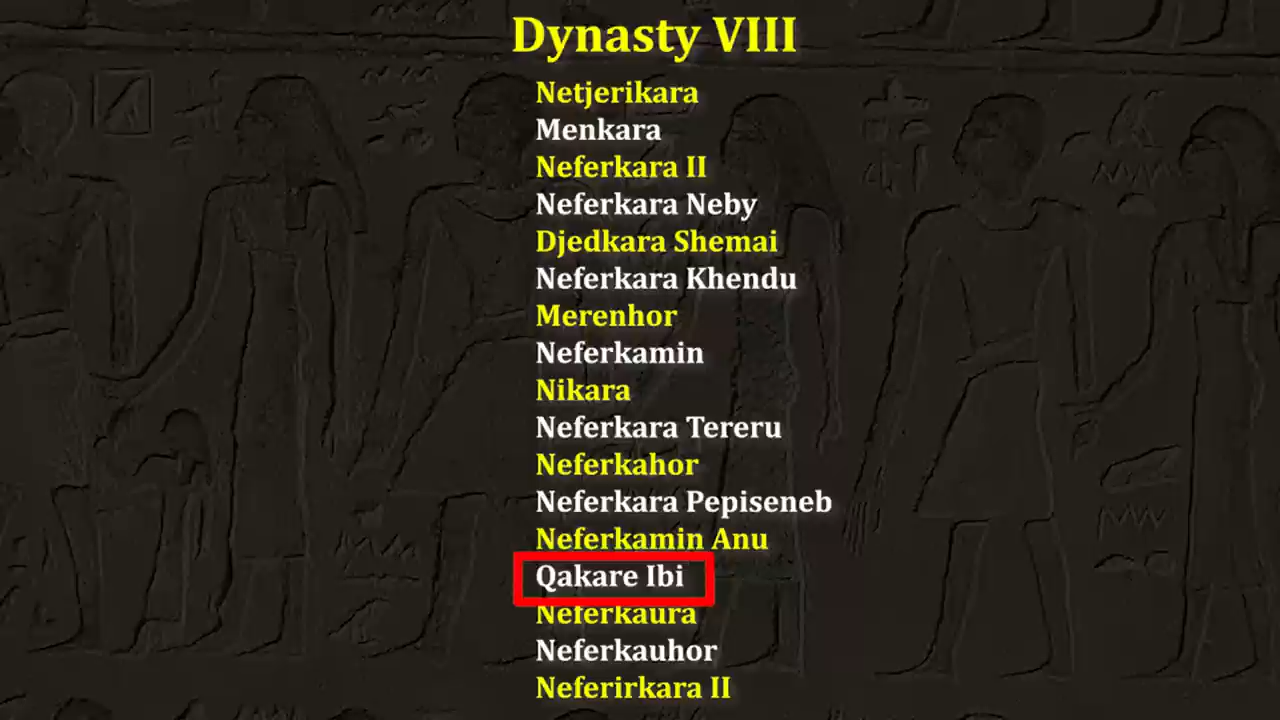 Dynasty VIII
Netjerikara
Menkara
Neferkara II
Neferkara Neby
Djedkara Shemai
Neferkara Khendu
Merenhor
Neferkamin
Nikara
Neferkara Tereru
Neferkahor
Neferkara Pepiseneb
Neferkamin Anu
Qakare Ibi
Neferkaura
Neferkauhor
Neferirkara II